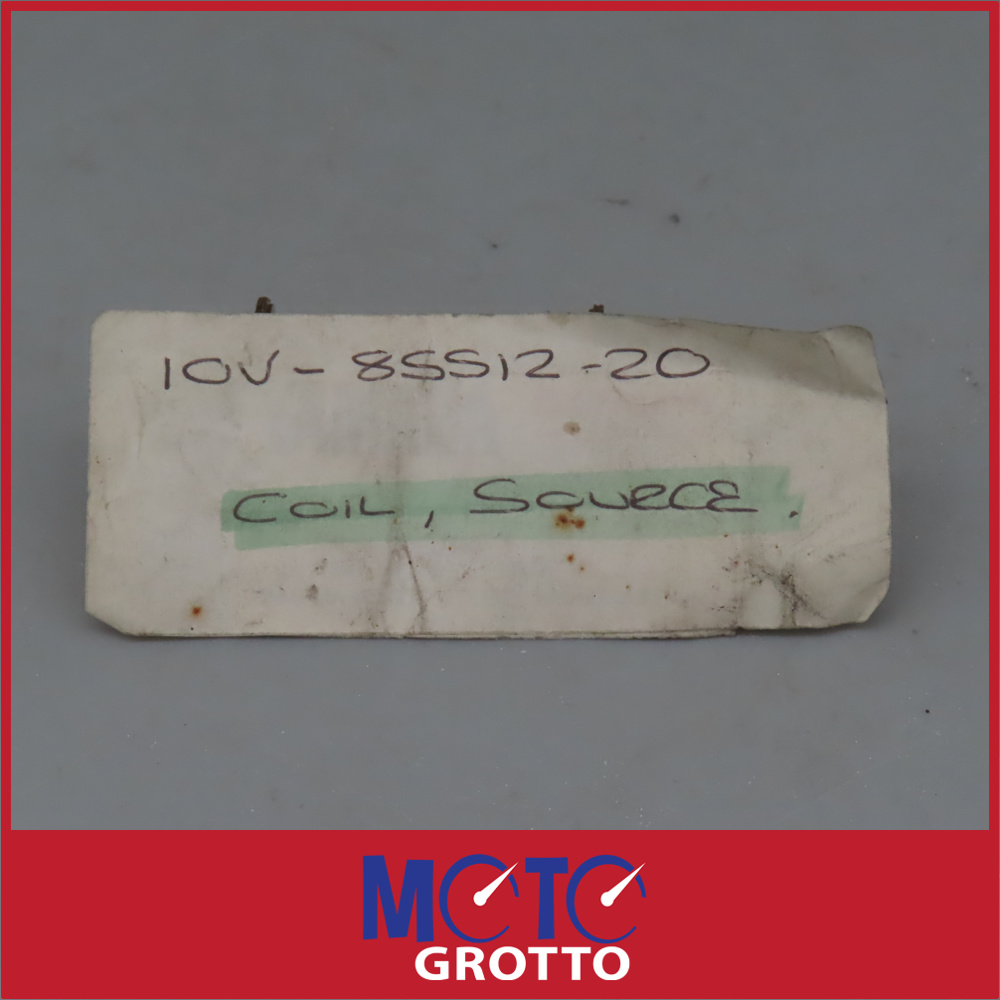 10V-85512-20
COIL, SOURCE.
MOTO
GROTTO